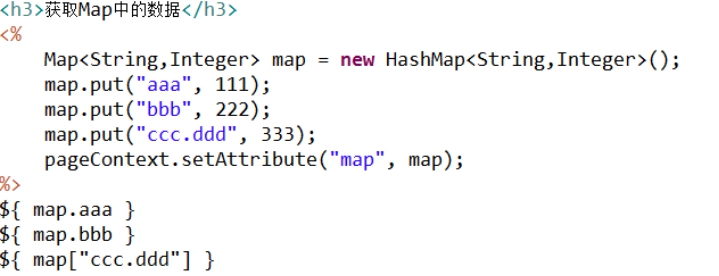 <h3>获取Map中的数据</h3>
<%
    Map<String,Integer> map = new HashMap<String,Integer>();
    map.put("aaa", 111);
    map.put("bbb", 222);
    map.put("ccc.ddd", 333);
    pageContext.setAttribute("map", map);
%>
${ map.aaa }
${ map.bbb }
${ map["ccc.ddd"] }